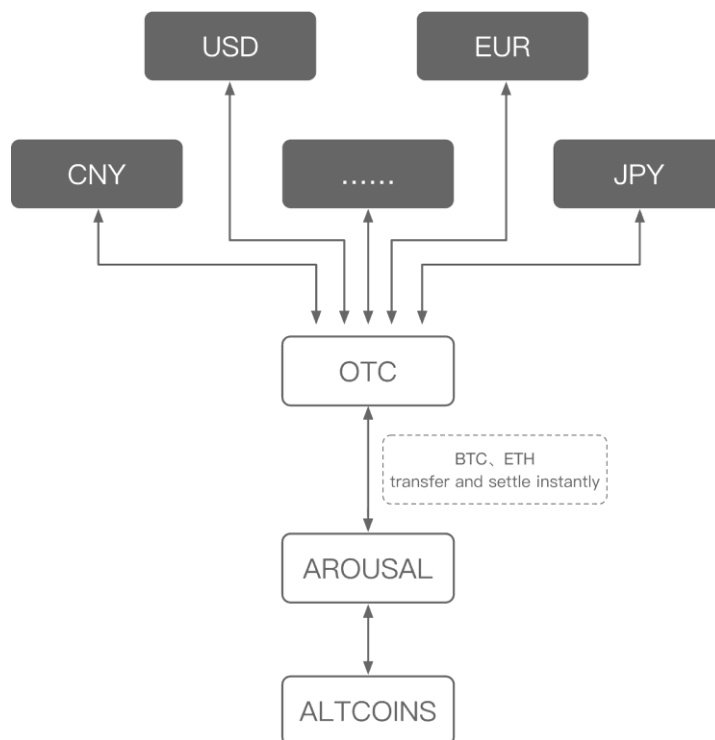 USD
EUR
CNY
......
JPY
OTC
BTC、ETH
transfer and settle instantly
AROUSAL
ALTCOINS